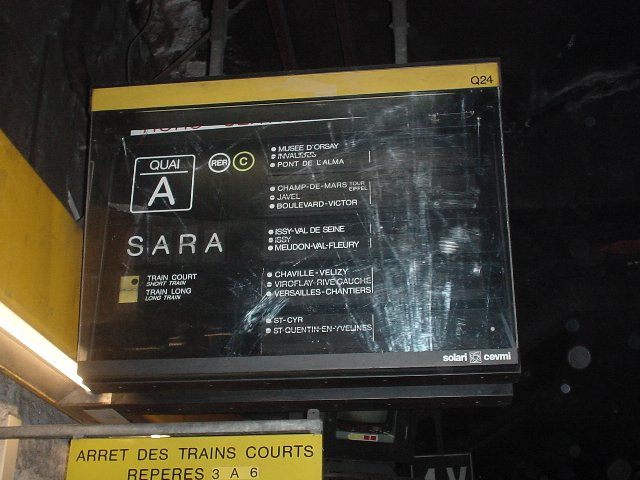 Q24
QUAI
A
RER C
MUSEE D'ORSAY
INVALIDES
PONT DE L'ALMA
CHAMP-DE-MARS TOUR EIFFEL
JAVEL
BOULEVARD-VICTOR
SARA
ISSY-VAL DE SEINE
ISSY
MEUDON-VAL-FLEURY
TRAIN COURT
SHORT TRAIN
TRAIN LONG
LONG TRAIN
CHAVILLE-VELIZY
VIROFLAY-RIVE GAUCHE
VERSAILLES-CHANTIERS
ST-CYR
ST-QUENTIN-EN-YVELINES
solari cevmi
ARRET DES TRAINS COURTS
REPERES 3 A 6